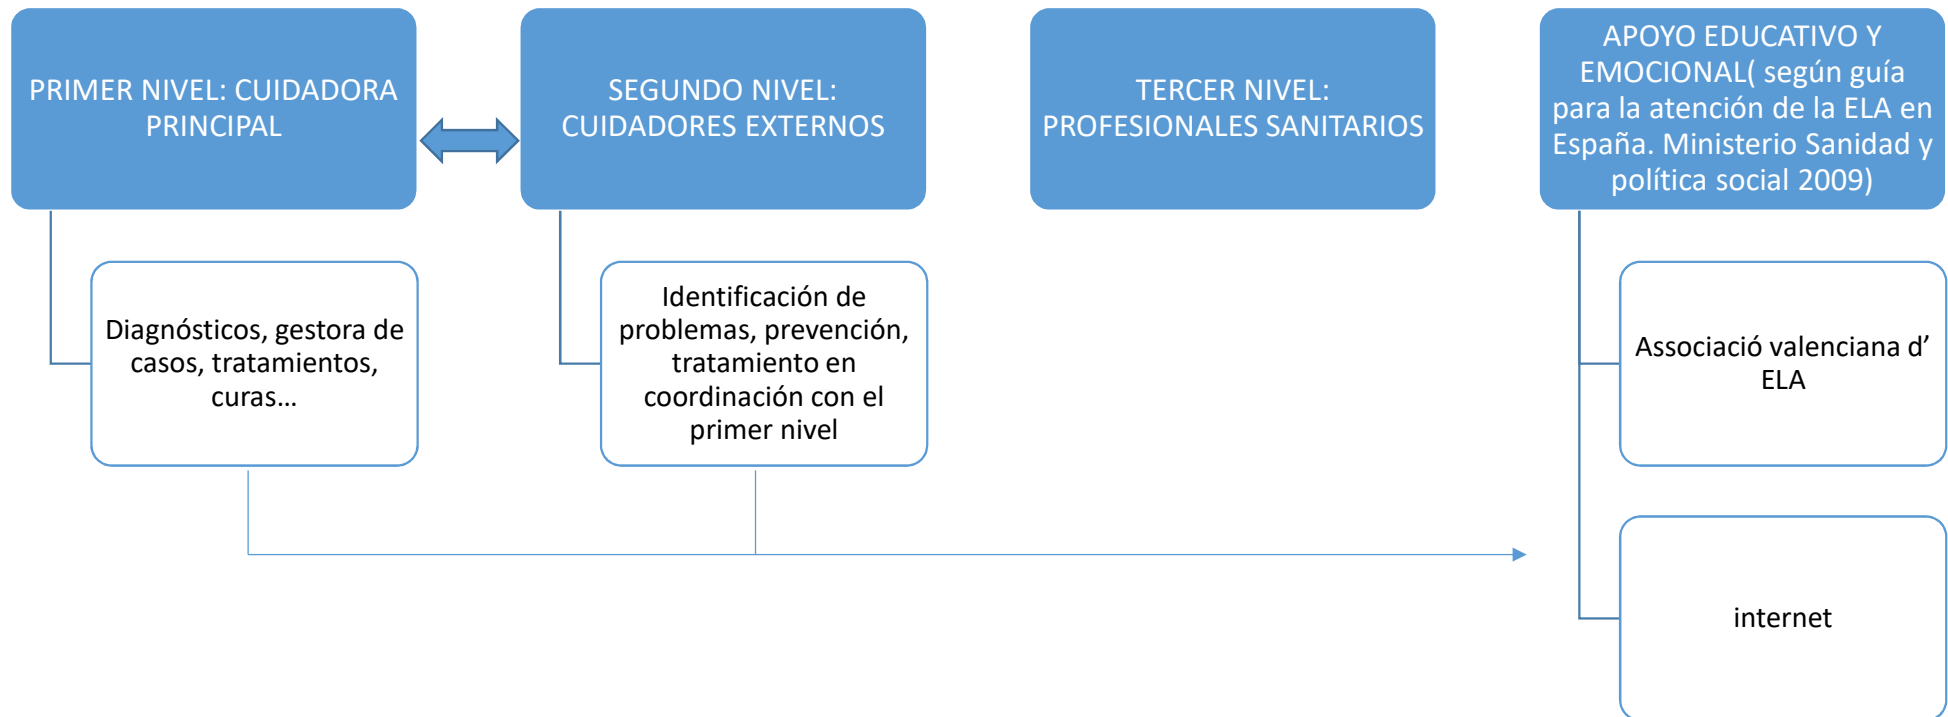 PRIMER NIVEL: CUIDADORA
PRINCIPAL
SEGUNDO NIVEL:
CUIDADORES EXTERNOS
TERCER NIVEL:
PROFESIONALES SANITARIOS
APOYO EDUCATIVO Y
EMOCIONAL( según guía
para la atención de la ELA en
España. Ministerio Sanidad y
política social 2009)
Diagnósticos, gestora de
casos, tratamientos,
curas…
Identificación de
problemas, prevención,
tratamiento en
coordinación con el
primer nivel
Associació valenciana d’
ELA
internet